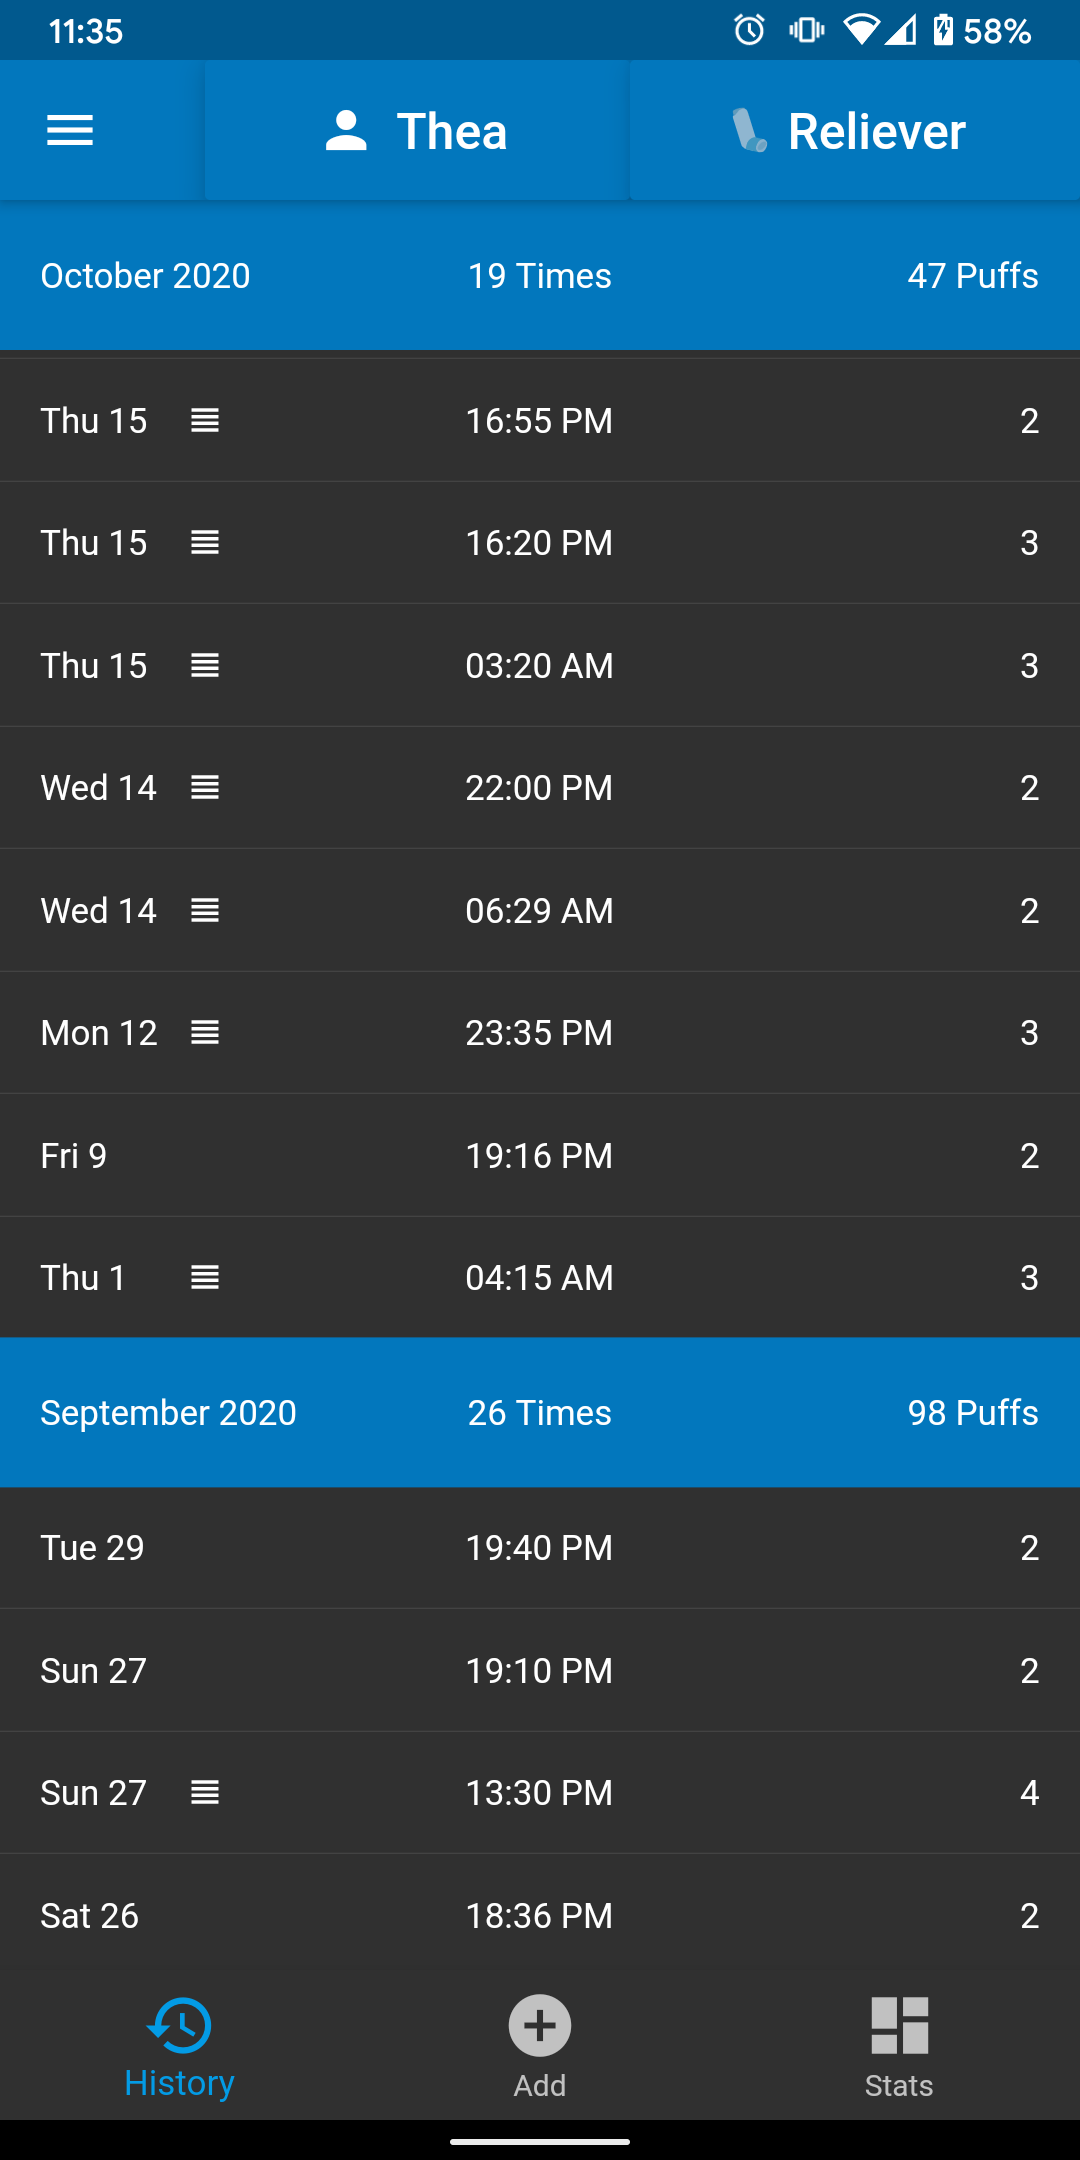 11:35 58%
Thea Reliever
October 2020 19 Times 47 Puffs
Thu 15 16:55 PM 2
Thu 15 16:20 PM 3
Thu 15 03:20 AM 3
Wed 14 22:00 PM 2
Wed 14 06:29 AM 2
Mon 12 23:35 PM 3
Fri 9 19:16 PM 2
Thu 1 04:15 AM 3
September 2020 26 Times 98 Puffs
Tue 29 19:40 PM 2
Sun 27 19:10 PM 2
Sun 27 13:30 PM 4
Sat 26 18:36 PM 2
History Add Stats